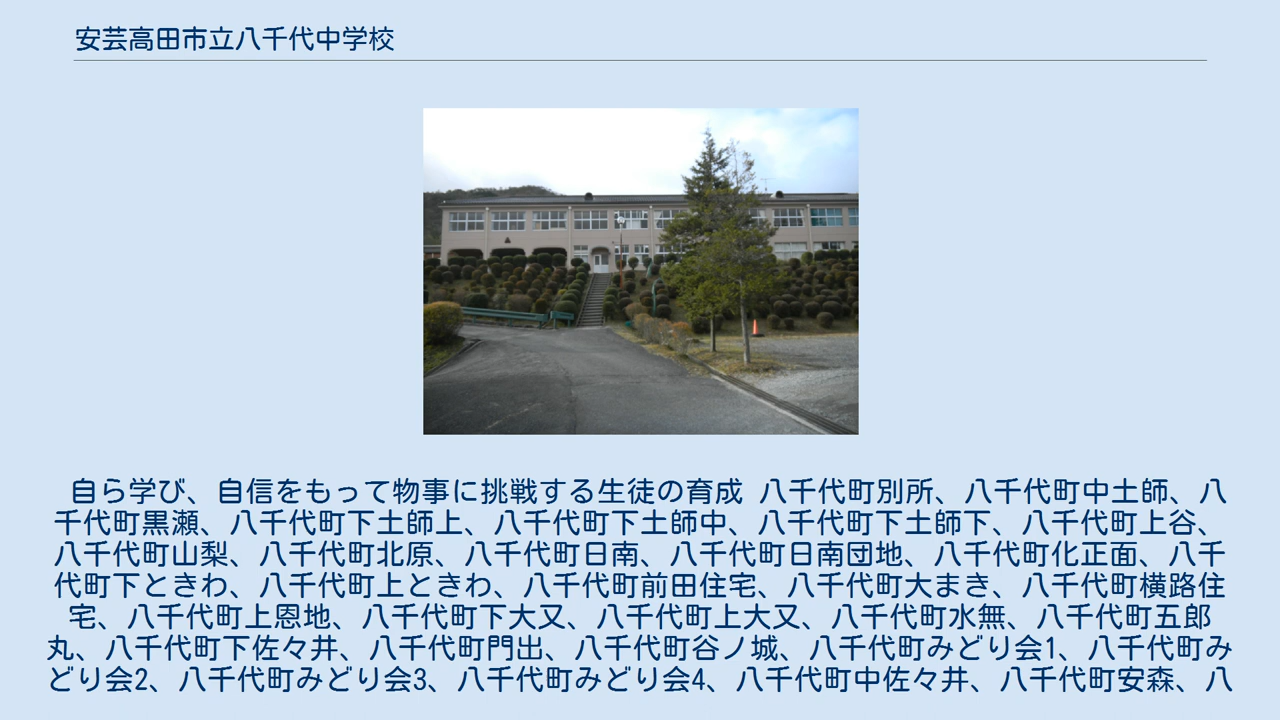 安芸高田市立八千代中学校
自ら学び、自信をもって物事に挑戦する生徒の育成 八千代町別所、八千代町中土師、八
千代町黒瀬、八千代町下土師上、八千代町下土師中、八千代町下土師下、八千代町上谷、
八千代町山梨、八千代町北原、八千代町日南、八千代町日南団地、八千代町化正面、八千
代町下ときわ、八千代町上ときわ、八千代町前田住宅、八千代町大まき、八千代町横路住
宅、八千代町上恩地、八千代町下大又、八千代町上大又、八千代町水無、八千代町五郎
丸、八千代町下佐々井、八千代町門出、八千代町谷ノ城、八千代町みどり会1、八千代町み
どり会2、八千代町みどり会3、八千代町みどり会4、八千代町中佐々井、八千代町安森、八